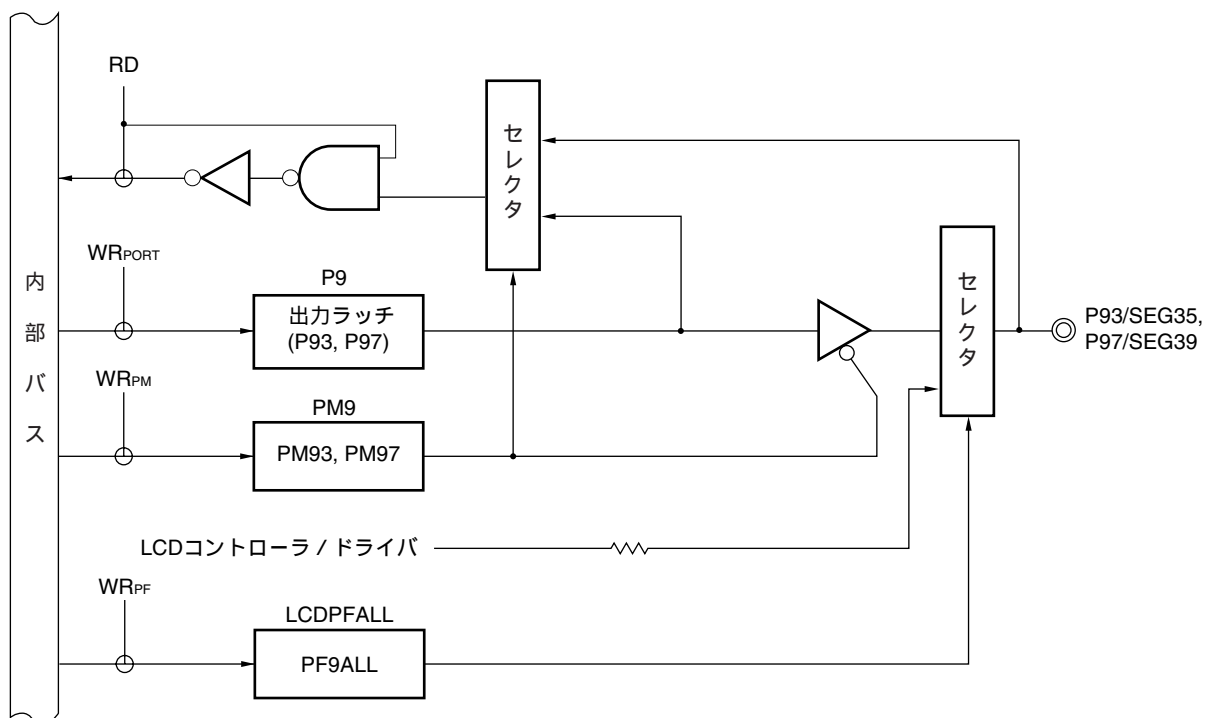 RD
セレクタ
WRPORT
P9
出力ラッチ
(P93, P97)
内部バス
セレクタ
P93/SEG35,
P97/SEG39
WRPM
PM9
PM93, PM97
LCDコントローラ / ドライバ
WRPF
LCDPFALL
PF9ALL